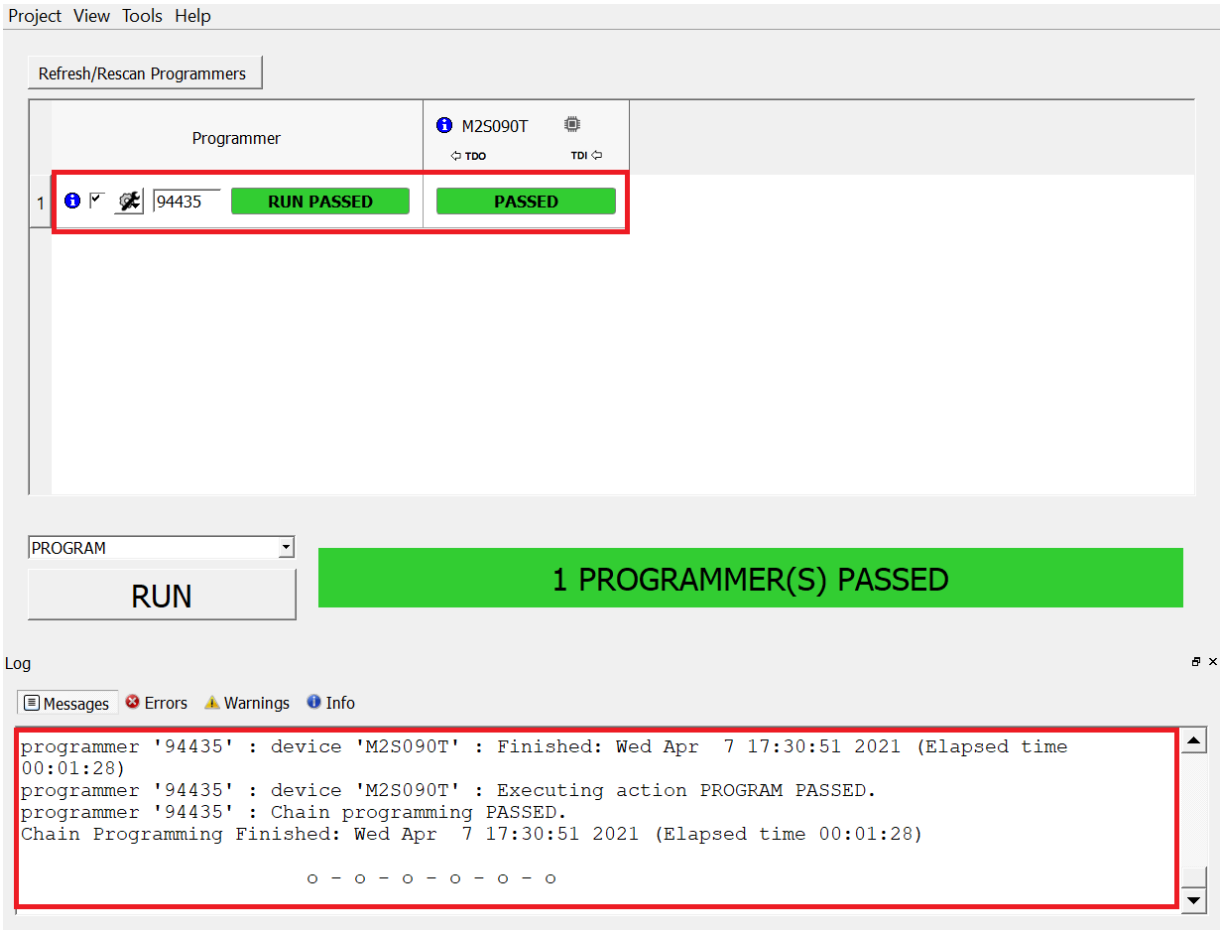 Project View Tools Help
Refresh/Rescan Programmers
Programmer
M2S090T
TDO TDI
1 94435 RUN PASSED PASSED
PROGRAM
RUN
1 PROGRAMMER(S) PASSED
Log
Messages Errors Warnings Info
programmer '94435' : device 'M2S090T' : Finished: Wed Apr  7 17:30:51 2021 (Elapsed time
00:01:28)
programmer '94435' : device 'M2S090T' : Executing action PROGRAM PASSED.
programmer '94435' : Chain programming PASSED.
Chain Programming Finished: Wed Apr  7 17:30:51 2021 (Elapsed time 00:01:28)
o - o - o - o - o - o